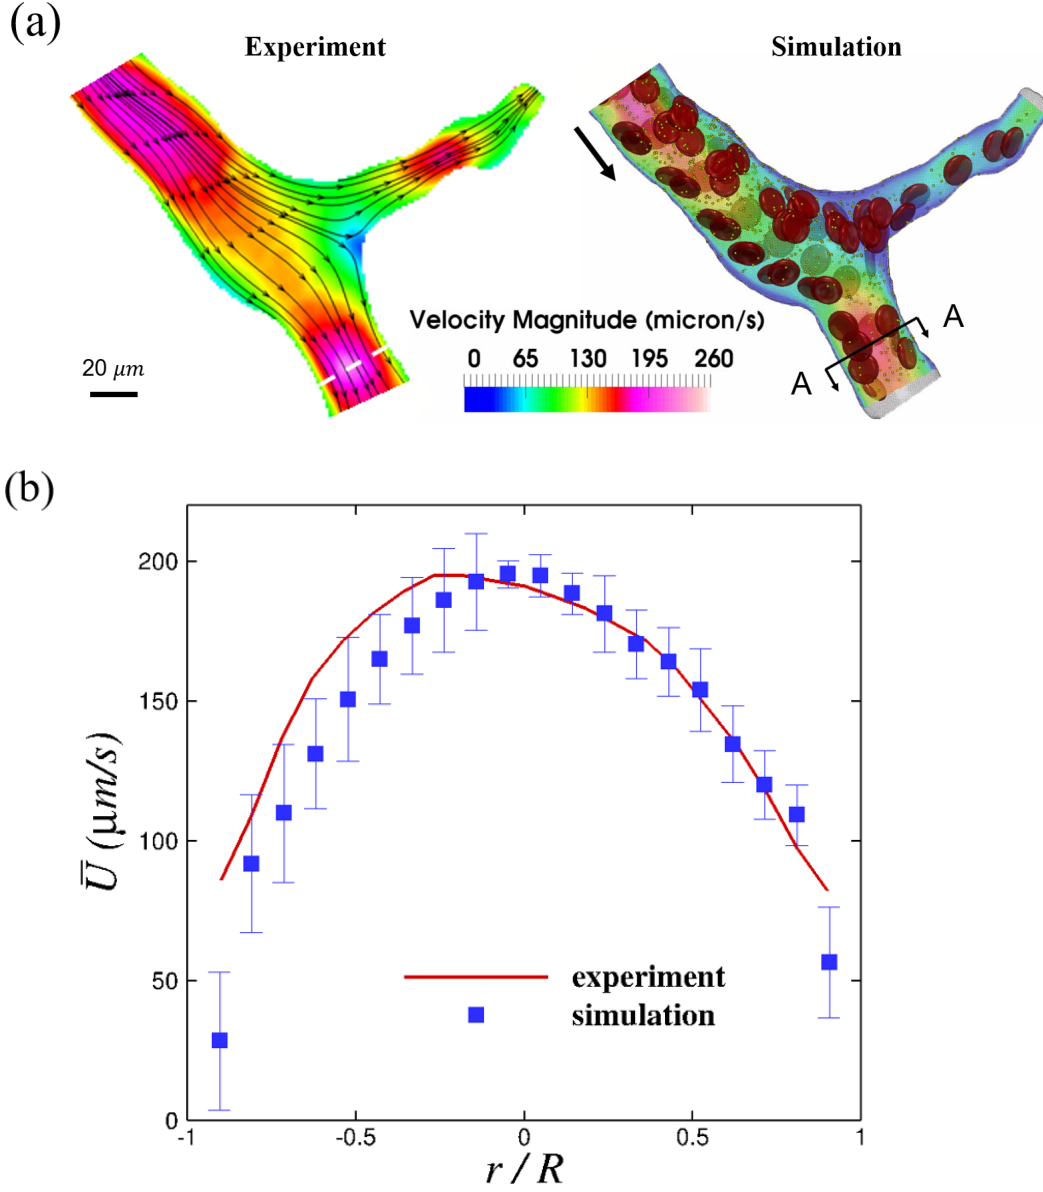 (a)
Experiment
Simulation
A
A
Velocity Magnitude (micron/s)
0 65 130 195 260
20 μm
(b)
200
150
100
50
0
-1 -0.5 0 0.5 1
U̅ (μm/s)
r / R
experiment
simulation